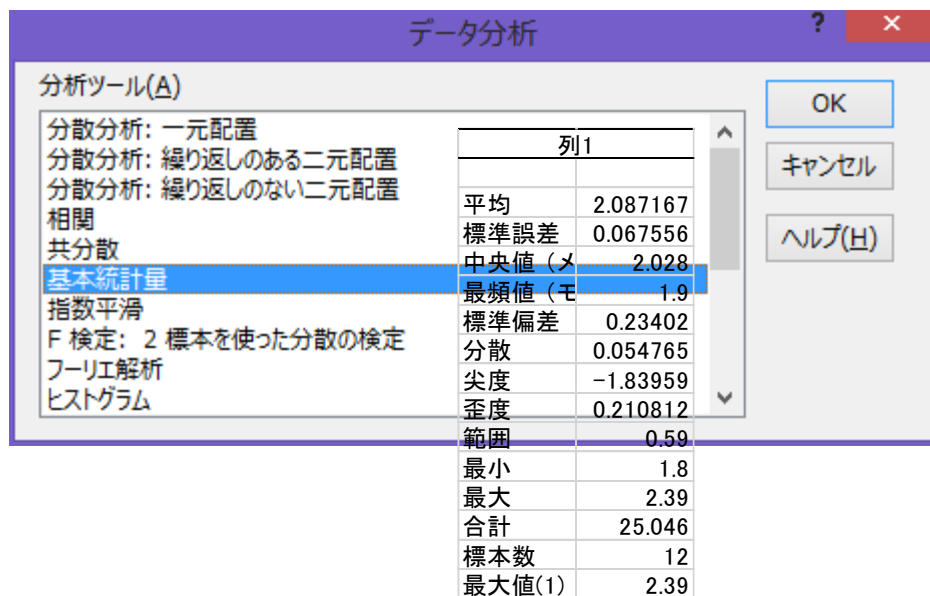 データ分析
?
×
分析ツール(A)
分散分析: 一元配置
分散分析: 繰り返しのある二元配置
分散分析: 繰り返しのない二元配置
相関
共分散
基本統計量
指数平滑
F 検定: 2 標本を使った分散の検定
フーリエ解析
ヒストグラム
OK
キャンセル
ヘルプ(H)
列1
平均 2.087167
標準誤差 0.067556
中央値（メ 2.028
最頻値（モ 1.9
標準偏差 0.23402
分散 0.054765
尖度 -1.83959
歪度 0.210812
範囲 0.59
最小 1.8
最大 2.39
合計 25.046
標本数 12
最大値(1) 2.39